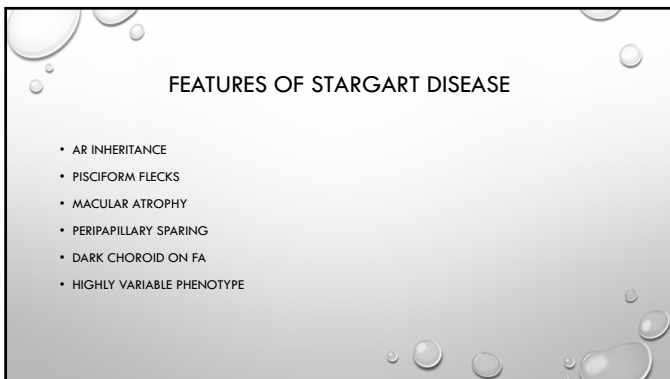 FEATURES OF STARGART DISEASE
• AR INHERITANCE
• PISCIFORM FLECKS
• MACULAR ATROPHY
• PERIPAPILLARY SPARING
• DARK CHOROID ON FA
• HIGHLY VARIABLE PHENOTYPE